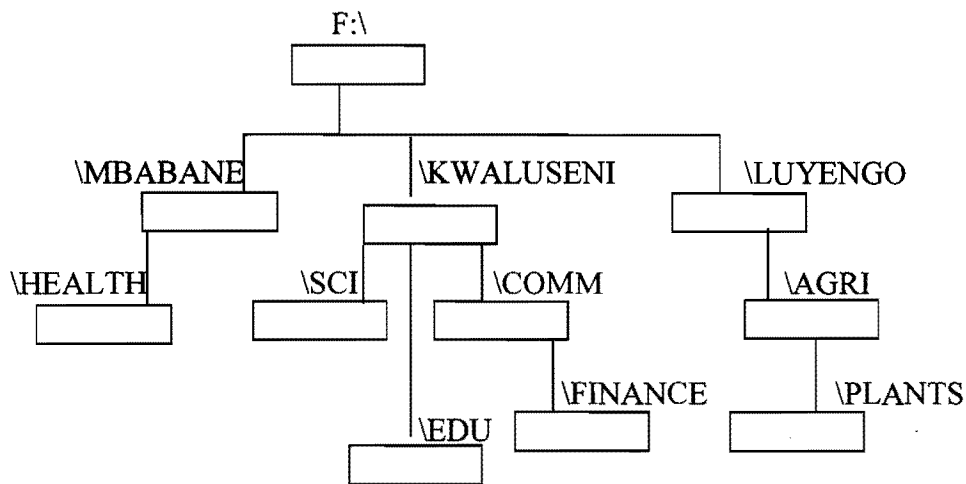 F:\
\MBABANE \KWALUSENI \LUYENGO
\HEALTH \SCI \COMM \AGRI
\FINANCE \PLANTS
\EDU